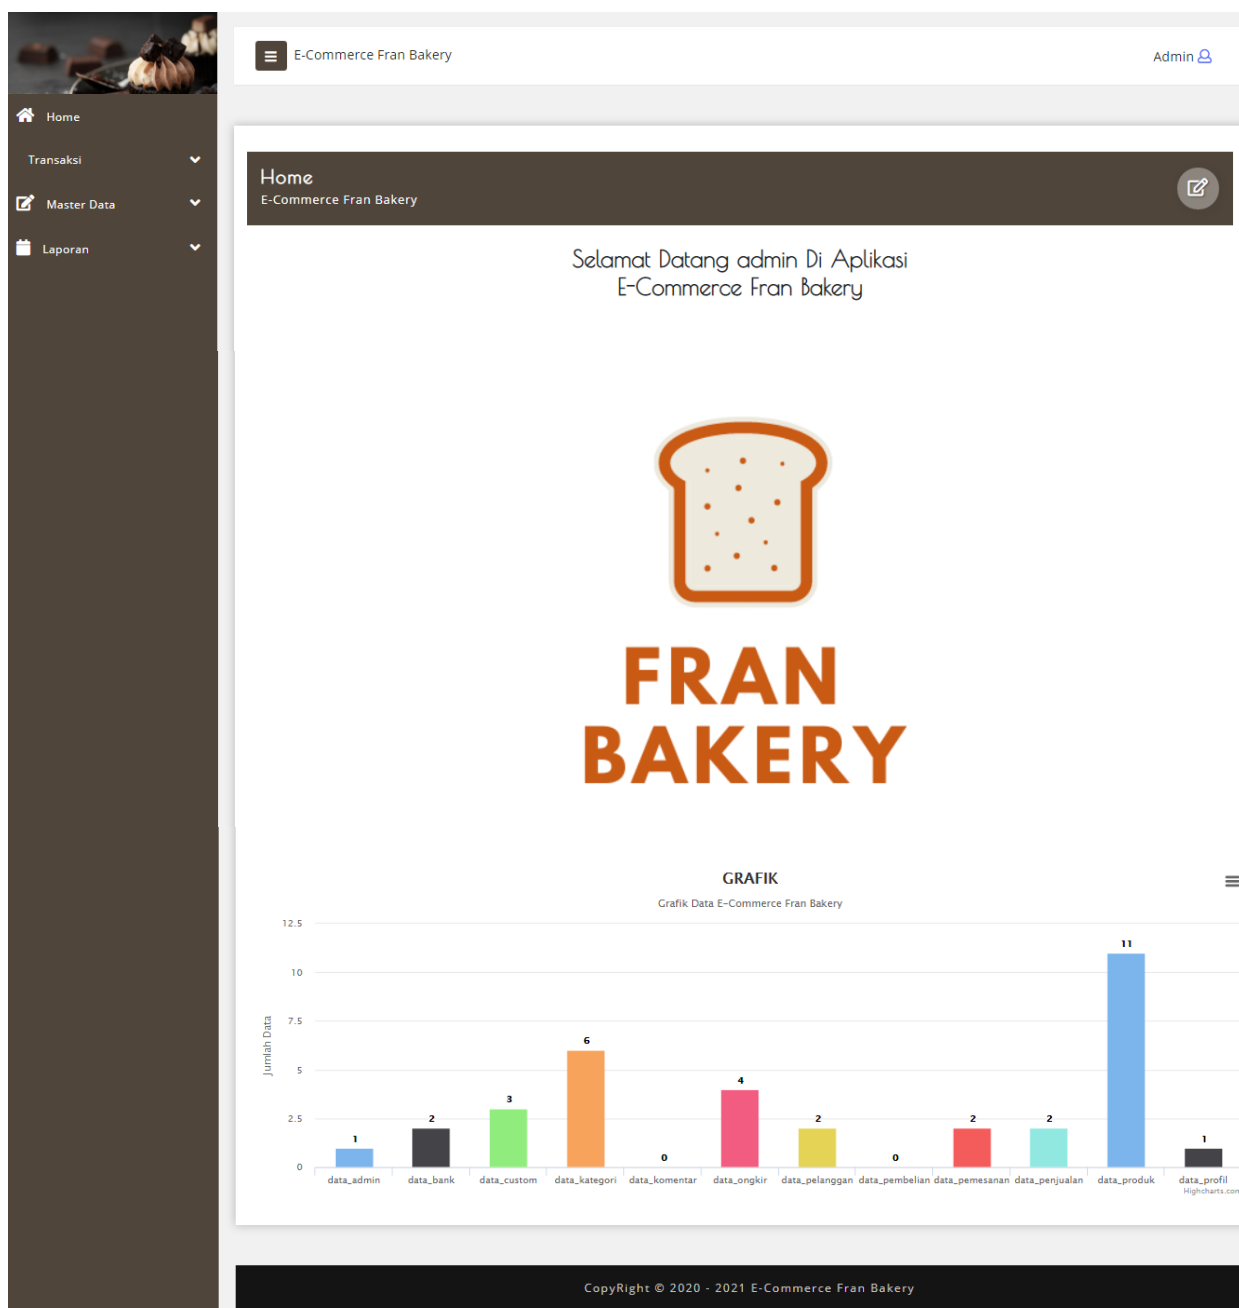 E-Commerce Fran Bakery
Admin
Home
Transaksi
Master Data
Laporan
Home
E-Commerce Fran Bakery
Selamat Datang admin Di Aplikasi
E-Commerce Fran Bakery
FRAN
BAKERY
GRAFIK
Grafik Data E-Commerce Fran Bakery
Jumlah Data
12.5
10
7.5
5
2.5
0
1
2
3
6
0
4
2
0
2
2
11
1
data_admin
data_bank
data_custom
data_kategori
data_komentar
data_ongkir
data_pelanggan
data_pembelian
data_pemesanan
data_penjualan
data_produk
data_profil
Highcharts.com
CopyRight © 2020 - 2021 E-Commerce Fran Bakery